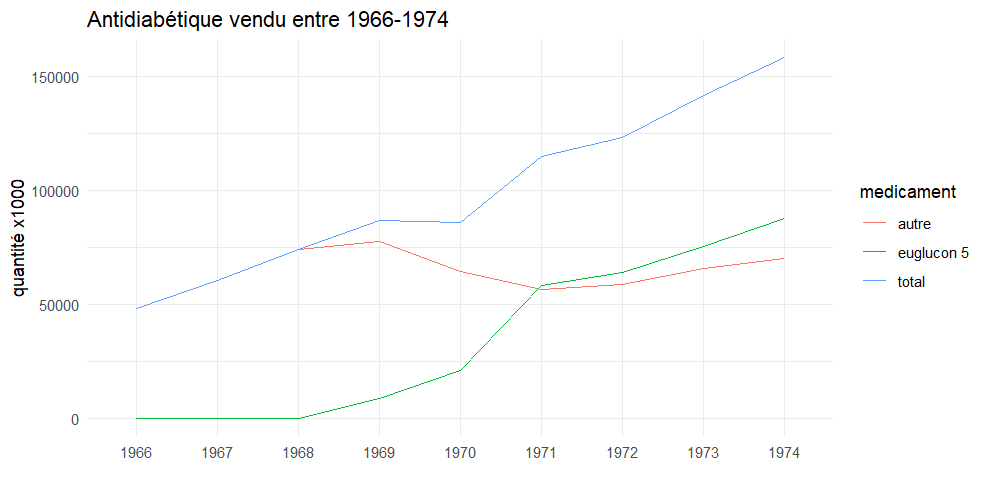 Antidiabétique vendu entre 1966-1974
150000
100000
50000
0
quantité x1000
1966 1967 1968 1969 1970 1971 1972 1973 1974
medicament
autre
euglucon 5
total